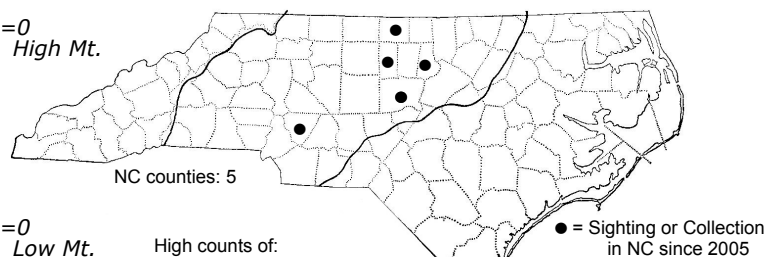 =0
High Mt.
NC counties: 5
=0
Low Mt.
High counts of:
● = Sighting or Collection
in NC since 2005